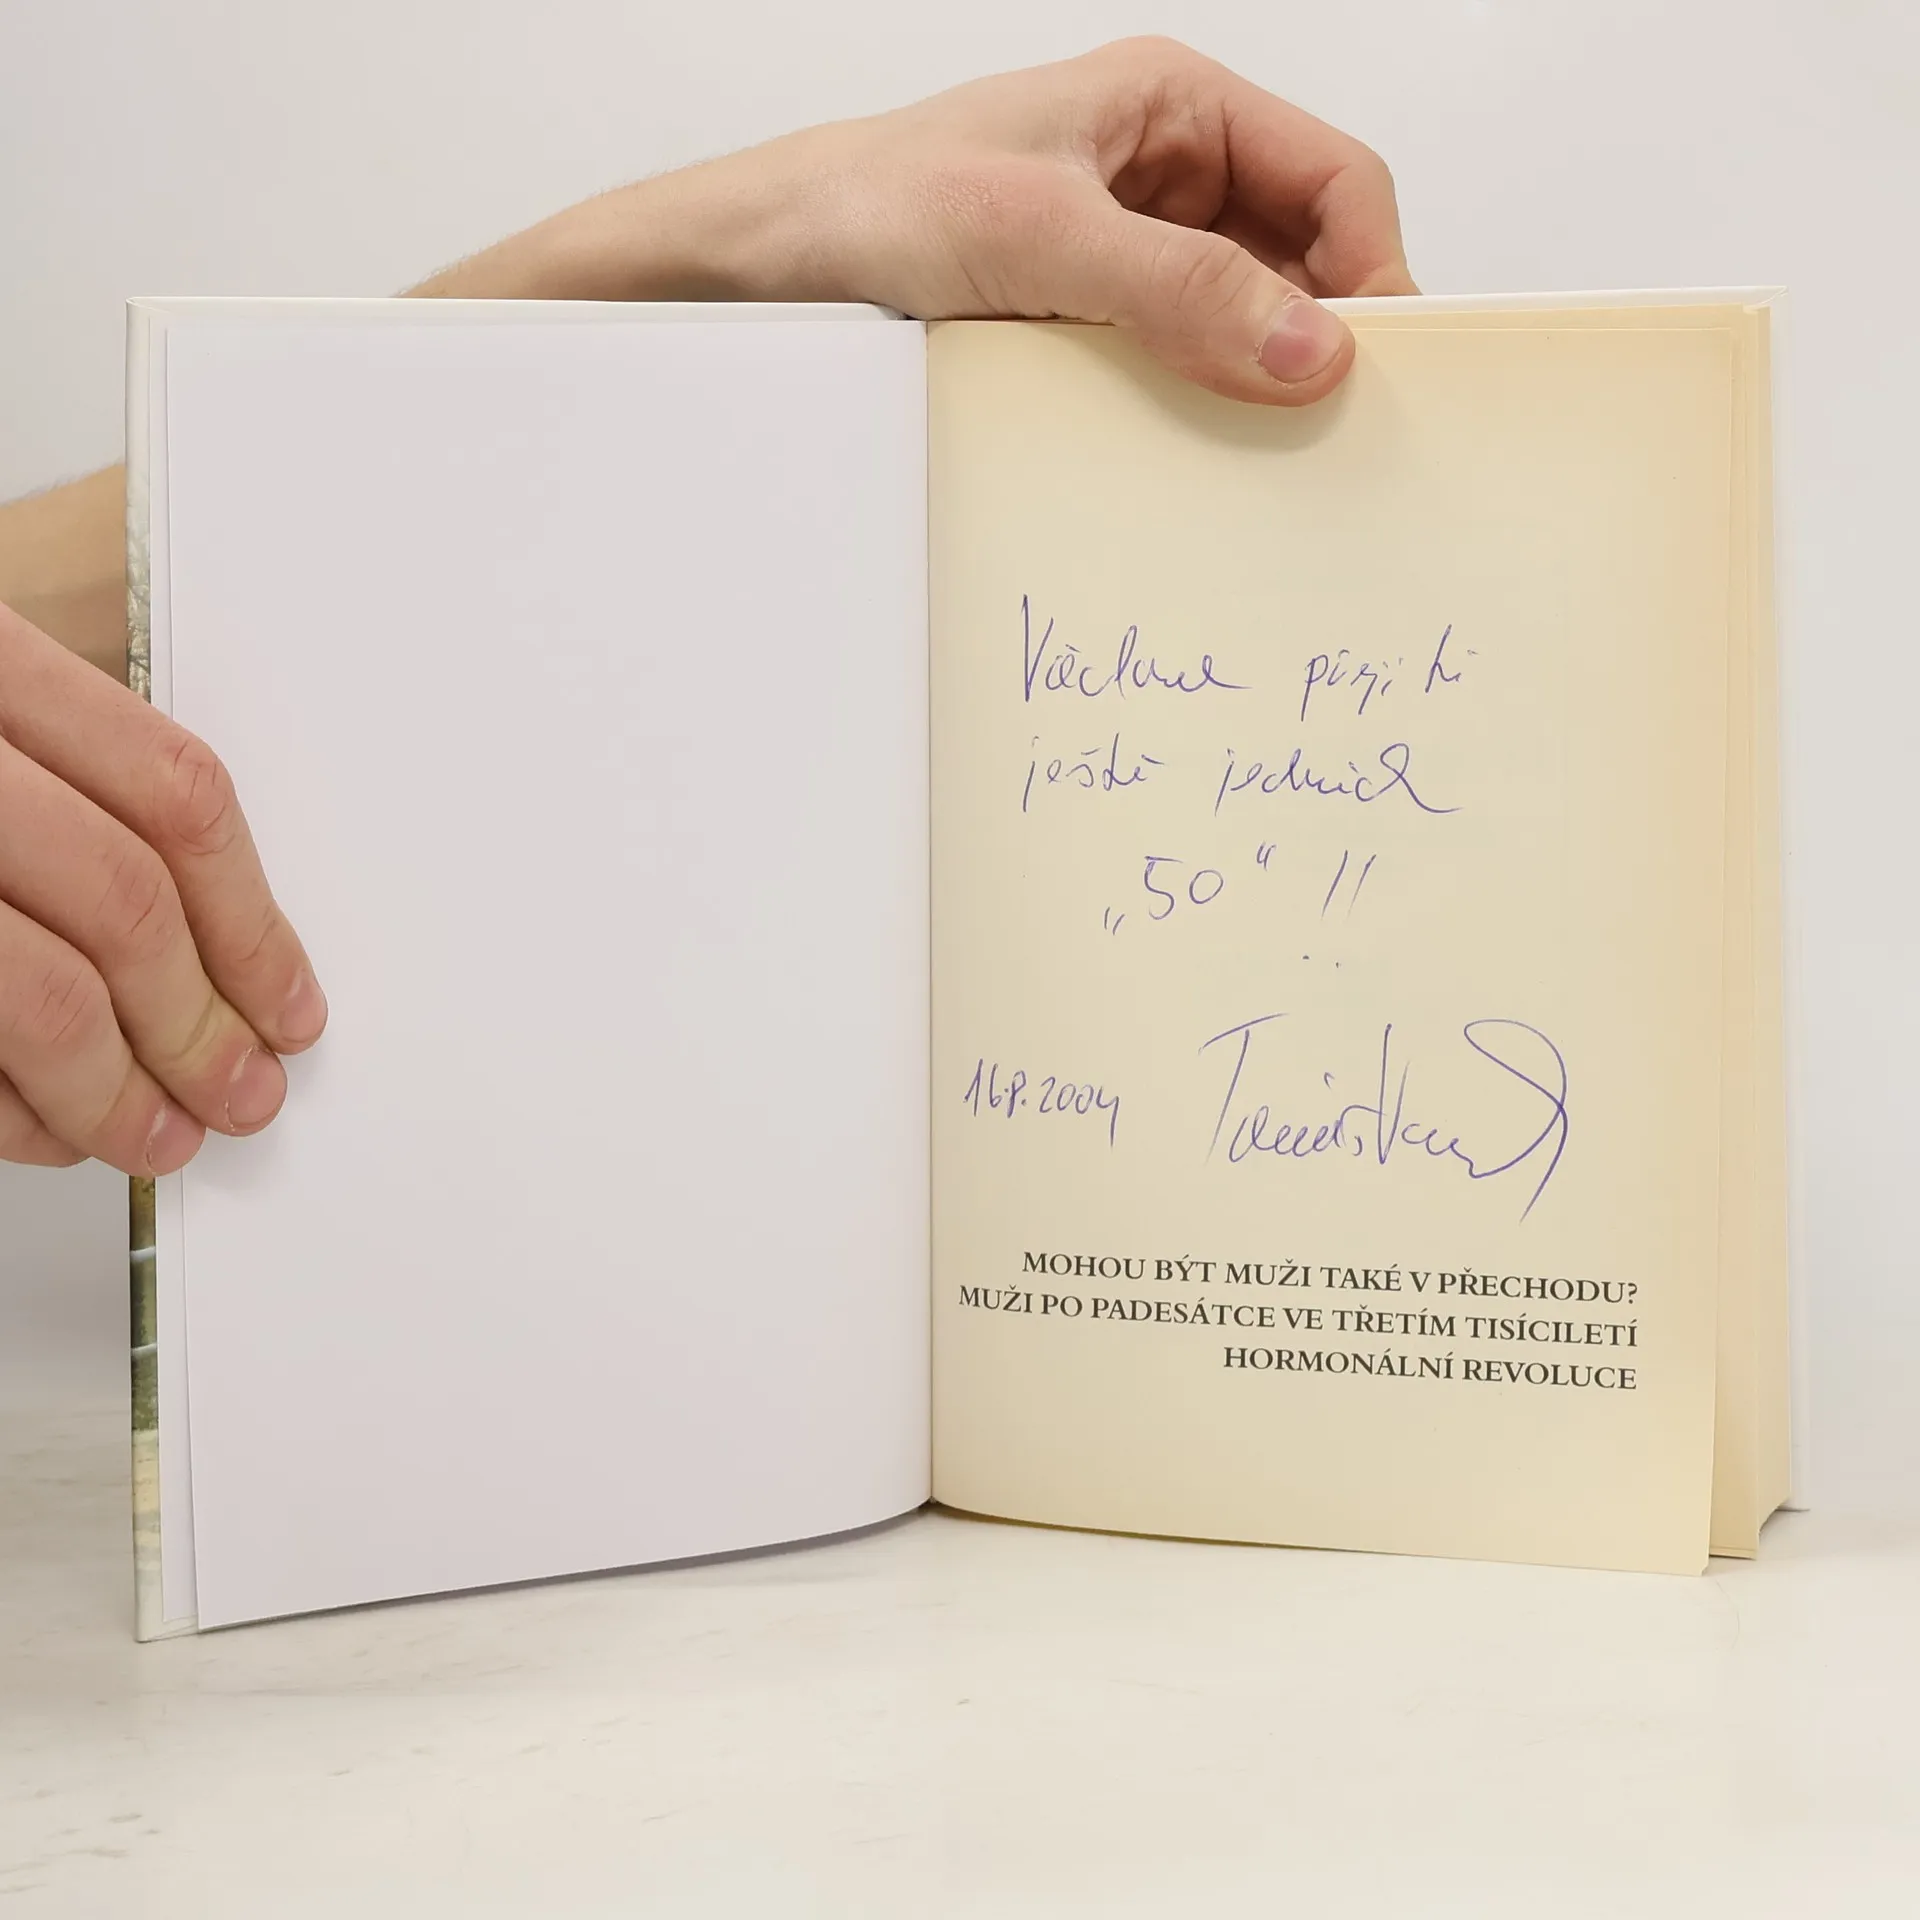 Václave přeji ti
ještě jednich
„50“ !!
16.8.2004
MOHOU BÝT MUŽI TAKÉ V PŘECHODU?
MUŽI PO PADESÁTCE VE TŘETÍM TISÍCILETÍ
HORMONÁLNÍ REVOLUCE